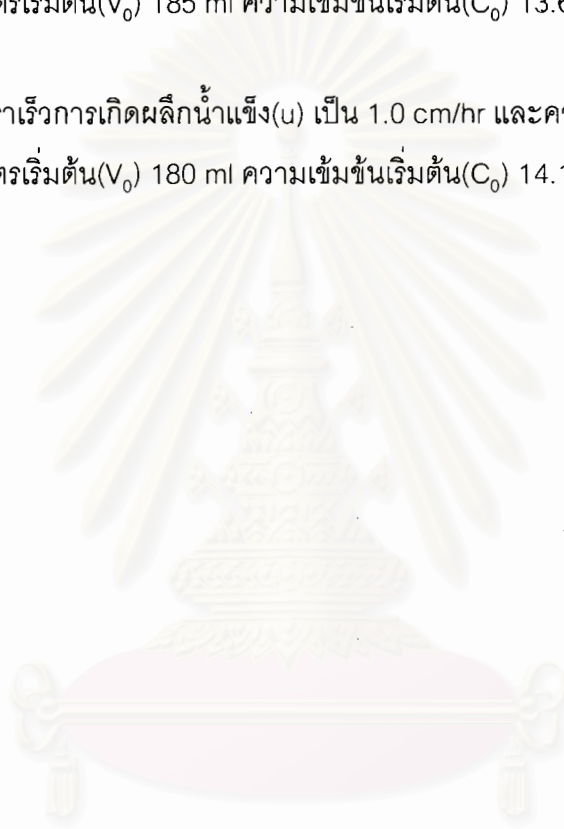 ตรเริ่มต้น(V₀) 185 ml ความเข้มข้นเริ่มต้น(C₀) 13.6
าเร็วการเกิดผลึกน้ำแข็ง(u) เป็น 1.0 cm/hr และค
ตรเริ่มต้น(V₀) 180 ml ความเข้มข้นเริ่มต้น(C₀) 14.1